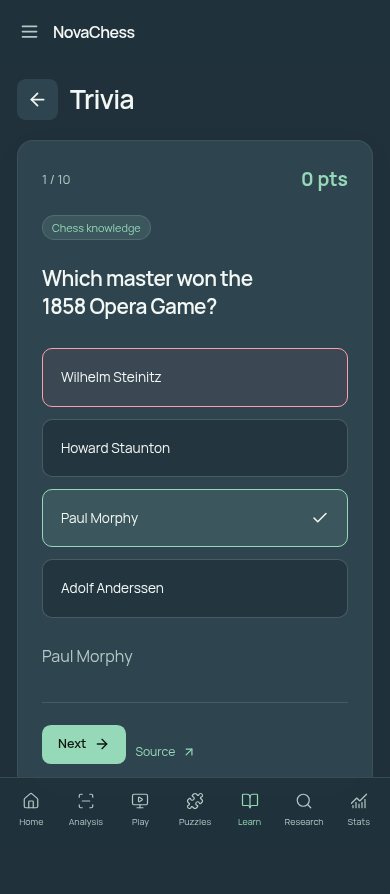 NovaChess
Trivia
1 / 10
0 pts
Chess knowledge
Which master won the
1858 Opera Game?
Wilhelm Steinitz
Howard Staunton
Paul Morphy
Adolf Anderssen
Paul Morphy
Next
Source
Home
Analysis
Play
Puzzles
Learn
Research
Stats